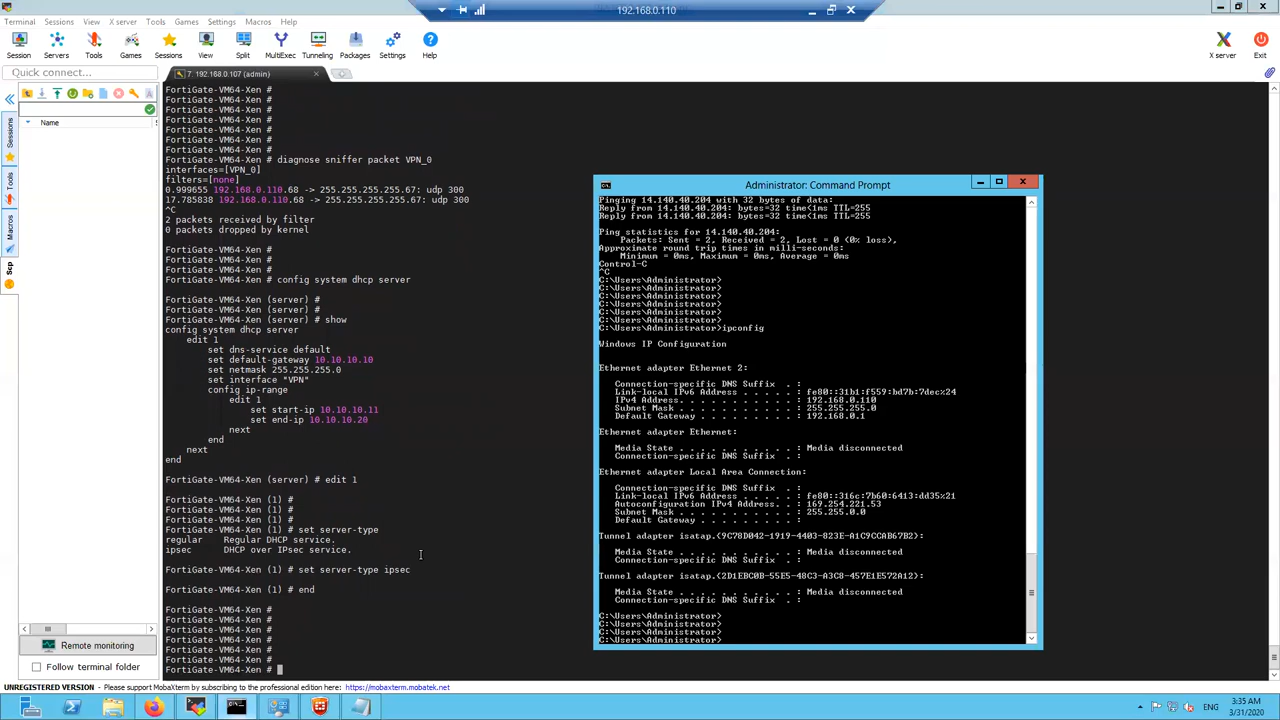 192.168.0.110
Terminal Sessions View X server Tools Games Settings Macros Help
Session Servers Tools Games Sessions View Split MultiExec Tunneling Packages Settings Help X server Exit
Quick connect...
7. 192.168.0.107 (admin)
Name
Sessions
Tools
Macros
Scp
FortiGate-VM64-Xen #
FortiGate-VM64-Xen #
FortiGate-VM64-Xen #
FortiGate-VM64-Xen #
FortiGate-VM64-Xen #
FortiGate-VM64-Xen #
FortiGate-VM64-Xen #
FortiGate-VM64-Xen # diagnose sniffer packet VPN_0
interfaces=[VPN_0]
filters=[none]
0.999655 192.168.0.110.68 -> 255.255.255.255.67: udp 300
17.785838 192.168.0.110.68 -> 255.255.255.255.67: udp 300
^C
2 packets received by filter
0 packets dropped by kernel
FortiGate-VM64-Xen #
FortiGate-VM64-Xen #
FortiGate-VM64-Xen #
FortiGate-VM64-Xen # config system dhcp server
FortiGate-VM64-Xen (server) #
FortiGate-VM64-Xen (server) #
FortiGate-VM64-Xen (server) # show
config system dhcp server
edit 1
set dns-service default
set default-gateway 10.10.10.10
set netmask 255.255.255.0
set interface "VPN"
config ip-range
edit 1
set start-ip 10.10.10.11
set end-ip 10.10.10.20
next
end
next
end
FortiGate-VM64-Xen (server) # edit 1
FortiGate-VM64-Xen (1) #
FortiGate-VM64-Xen (1) #
FortiGate-VM64-Xen (1) #
FortiGate-VM64-Xen (1) # set server-type
regular Regular DHCP service.
ipsec DHCP over IPsec service.
FortiGate-VM64-Xen (1) # set server-type ipsec
FortiGate-VM64-Xen (1) # end
FortiGate-VM64-Xen #
FortiGate-VM64-Xen #
FortiGate-VM64-Xen #
FortiGate-VM64-Xen #
FortiGate-VM64-Xen #
FortiGate-VM64-Xen #
FortiGate-VM64-Xen #
Administrator: Command Prompt
Pinging 14.140.40.204 with 32 bytes of data:
Reply from 14.140.40.204: bytes=32 time<1ms TTL=255
Reply from 14.140.40.204: bytes=32 time<1ms TTL=255
Ping statistics for 14.140.40.204:
Packets: Sent = 2, Received = 2, Lost = 0 (0% loss),
Approximate round trip times in milli-seconds:
Minimum = 0ms, Maximum = 0ms, Average = 0ms
Control-C
^C
C:\Users\Administrator>
C:\Users\Administrator>
C:\Users\Administrator>
C:\Users\Administrator>
C:\Users\Administrator>
C:\Users\Administrator>
C:\Users\Administrator>ipconfig
Windows IP Configuration
Ethernet adapter Ethernet 2:
Connection-specific DNS Suffix . :
Link-local IPv6 Address . . . . . : fe80::31b1:f559:bd7b:7dec%24
IPv4 Address. . . . . . . . . . . : 192.168.0.110
Subnet Mask . . . . . . . . . . . : 255.255.255.0
Default Gateway . . . . . . . . . : 192.168.0.1
Ethernet adapter Ethernet:
Media State . . . . . . . . . . . : Media disconnected
Connection-specific DNS Suffix . :
Ethernet adapter Local Area Connection:
Connection-specific DNS Suffix . :
Link-local IPv6 Address . . . . . : fe80::316c:7b60:6413:dd35%21
Autoconfiguration IPv4 Address. . : 169.254.221.53
Subnet Mask . . . . . . . . . . . : 255.255.0.0
Default Gateway . . . . . . . . . :
Tunnel adapter isatap.{9C78D042-1919-4403-823E-A1C9CCAB67B2}:
Media State . . . . . . . . . . . : Media disconnected
Connection-specific DNS Suffix . :
Tunnel adapter isatap.{2D1EBC0B-55E5-48C3-A3C8-457E1E572A12}:
Media State . . . . . . . . . . . : Media disconnected
Connection-specific DNS Suffix . :
C:\Users\Administrator>
C:\Users\Administrator>
C:\Users\Administrator>
C:\Users\Administrator>
Remote monitoring
Follow terminal folder
UNREGISTERED VERSION - Please support MobaXterm by subscribing to the professional edition here: https://mobaxterm.mobatek.net
ENG
3:35 AM
3/31/2020